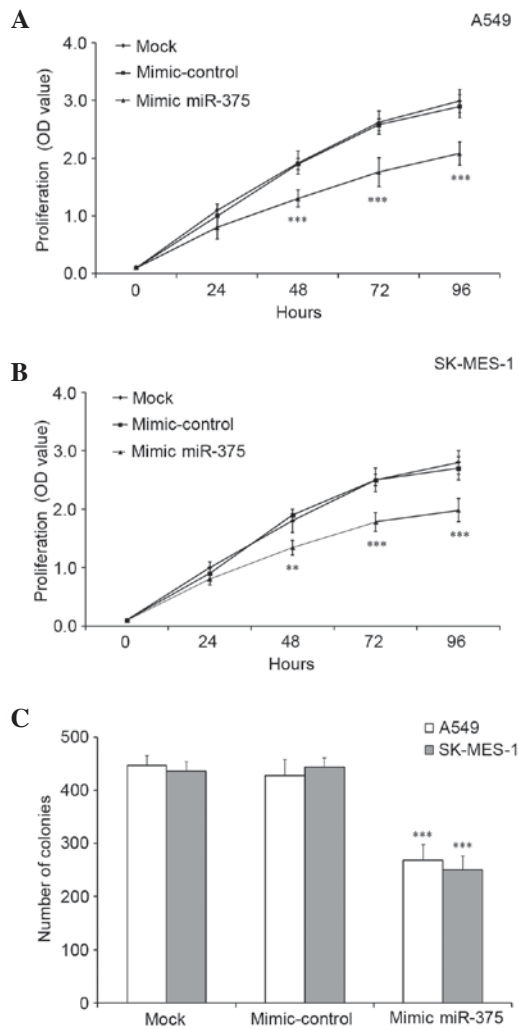 A
A549
Mock
Mimic-control
Mimic miR-375
4.0
3.0
2.0
1.0
0.0
Proliferation (OD value)
***
***
***
0 24 48 72 96
Hours
B
SK-MES-1
Mock
Mimic-control
Mimic miR-375
4.0
3.0
2.0
1.0
0.0
Proliferation (OD value)
**
***
***
0 24 48 72 96
Hours
C
A549
SK-MES-1
500
400
300
200
100
0
Number of colonies
*** ***
Mock Mimic-control Mimic miR-375